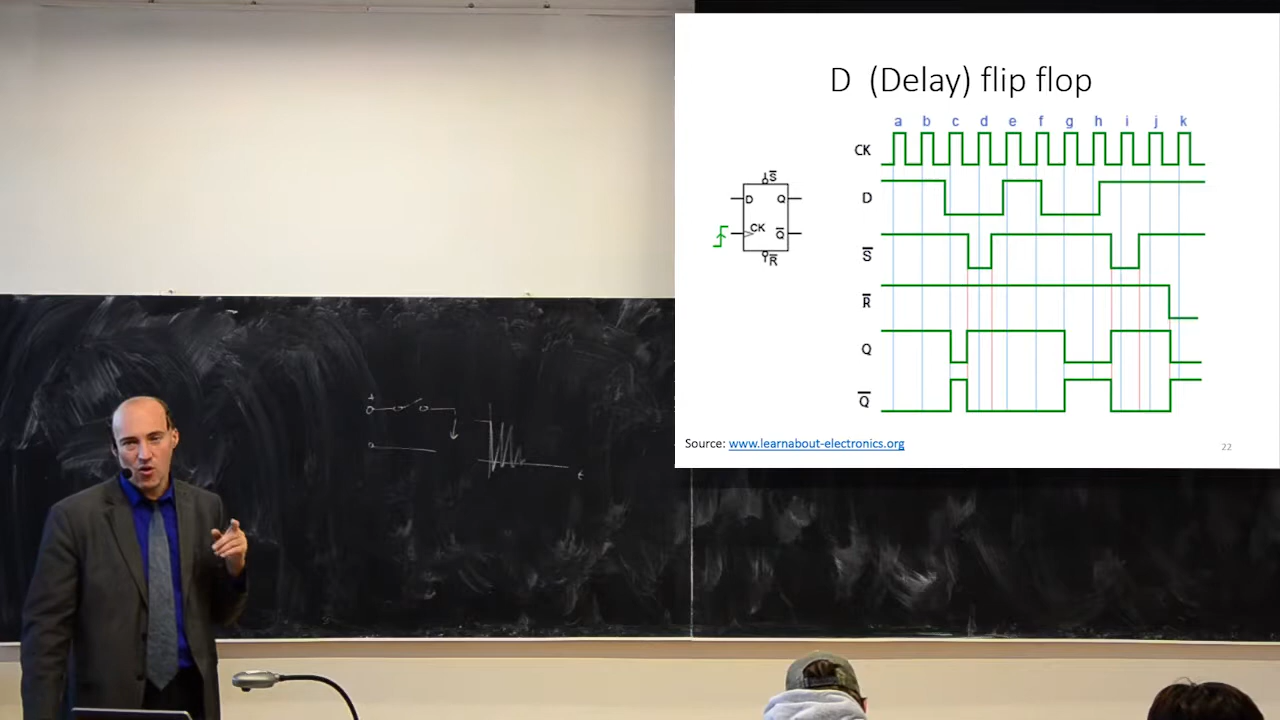 D (Delay) flip flop
a b c d e f g h i j k
CK
D
S̅
R̅
Q
Q̅
S̅
D Q
CK Q̅
R̅
Source: www.learnabout-electronics.org
22
+
t